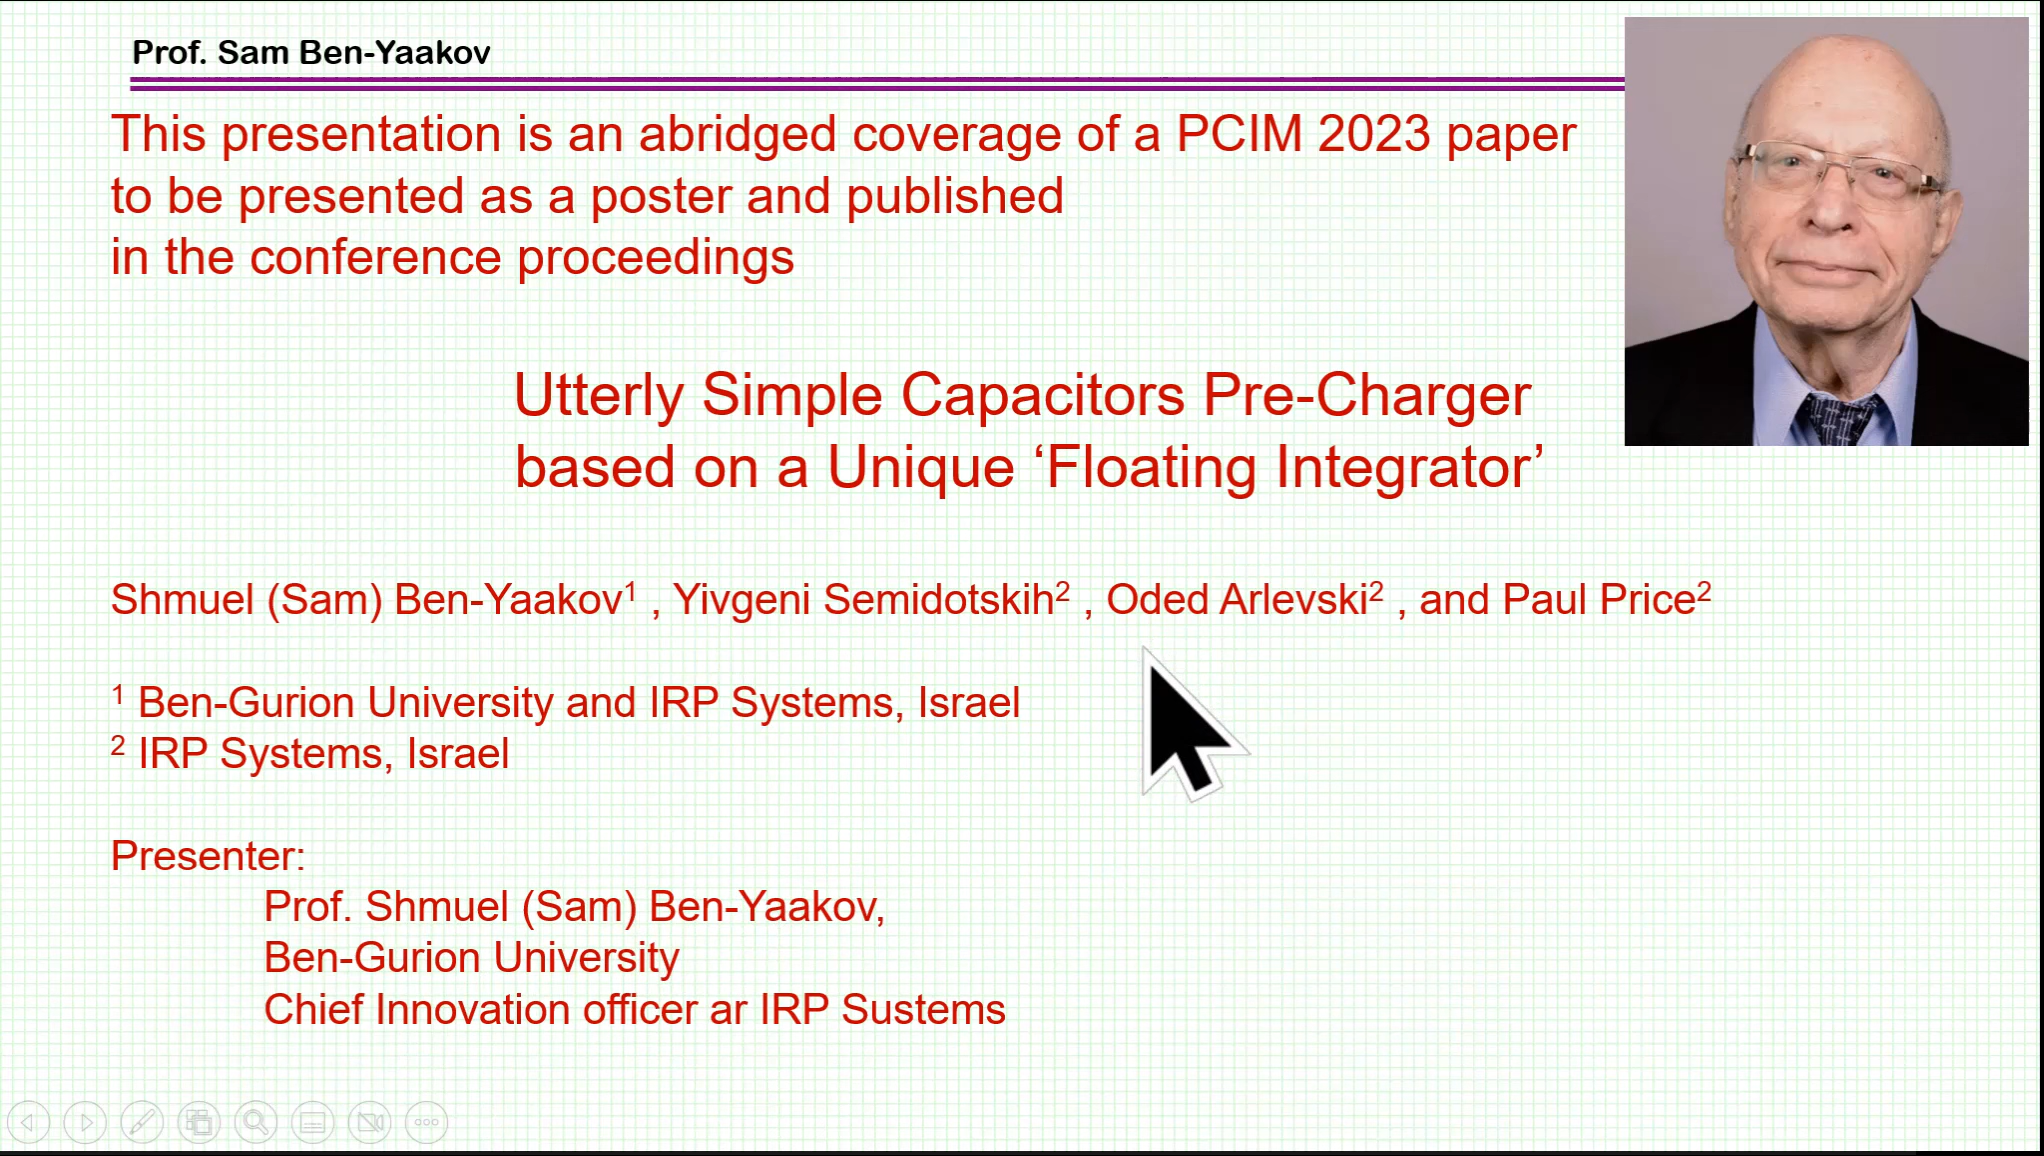 Prof. Sam Ben-Yaakov
This presentation is an abridged coverage of a PCIM 2023 paper
to be presented as a poster and published
in the conference proceedings
Utterly Simple Capacitors Pre-Charger
based on a Unique ‘Floating Integrator’
Shmuel (Sam) Ben-Yaakov¹ , Yivgeni Semidotskih² , Oded Arlevski² , and Paul Price²
¹ Ben-Gurion University and IRP Systems, Israel
² IRP Systems, Israel
Presenter:
Prof. Shmuel (Sam) Ben-Yaakov,
Ben-Gurion University
Chief Innovation officer ar IRP Sustems